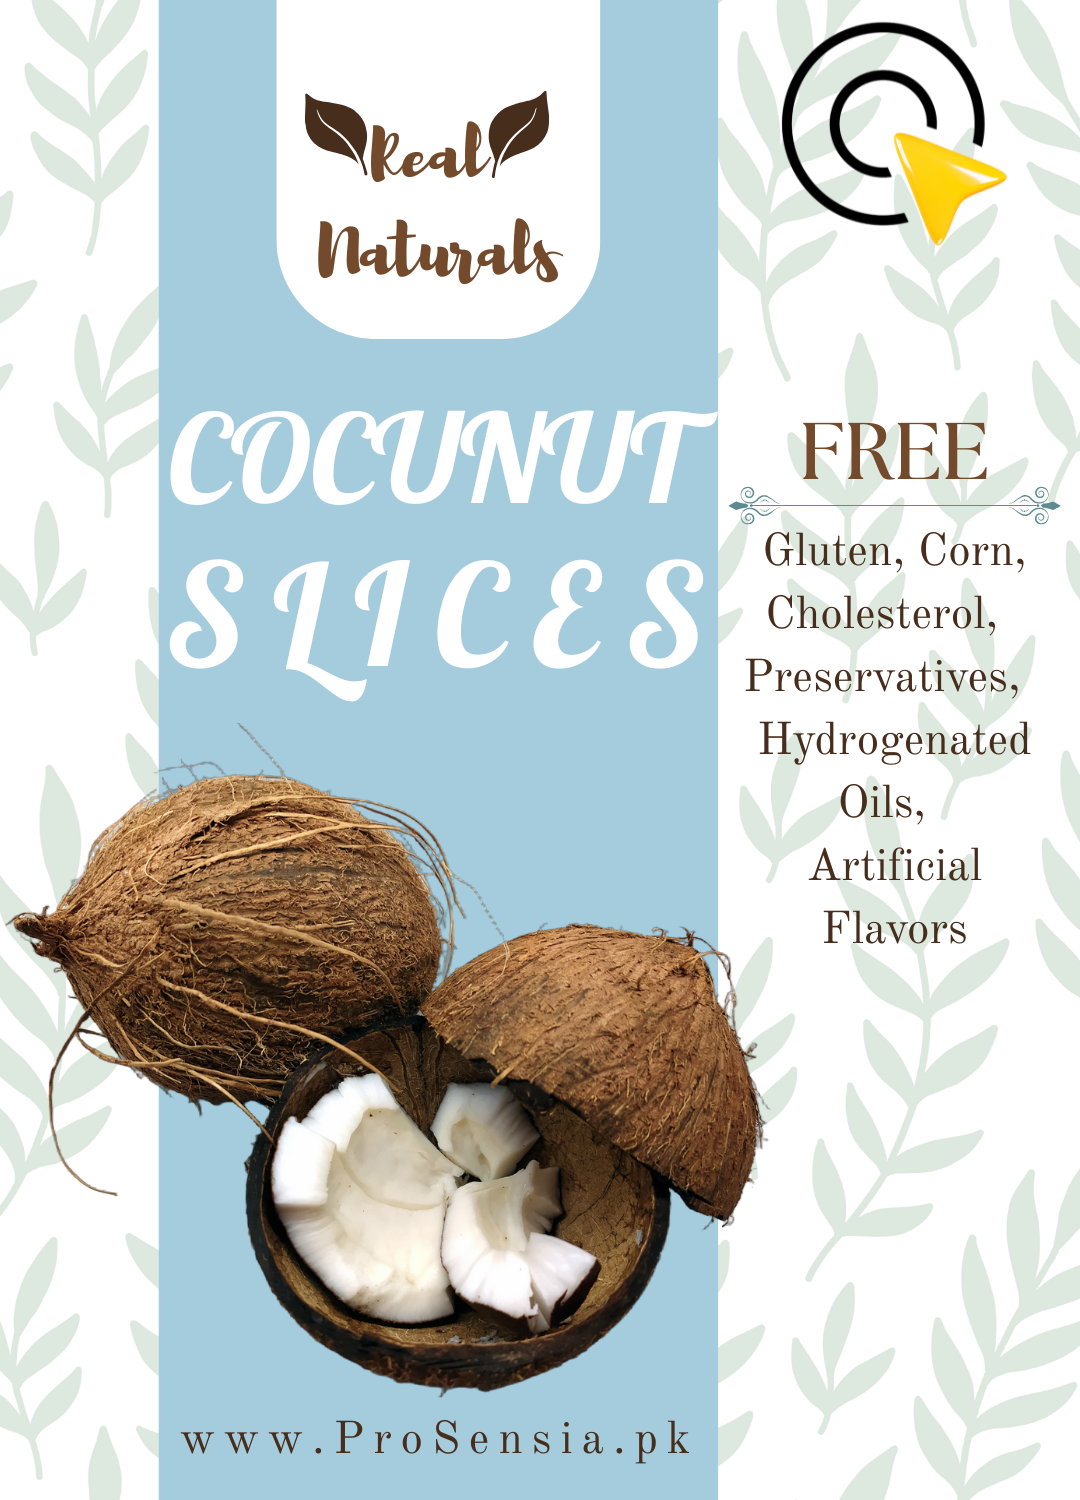 Real
Naturals
COCUNUT
SLICES
FREE
Gluten, Corn,
Cholesterol,
Preservatives,
Hydrogenated
Oils,
Artificial
Flavors
www.ProSensia.pk